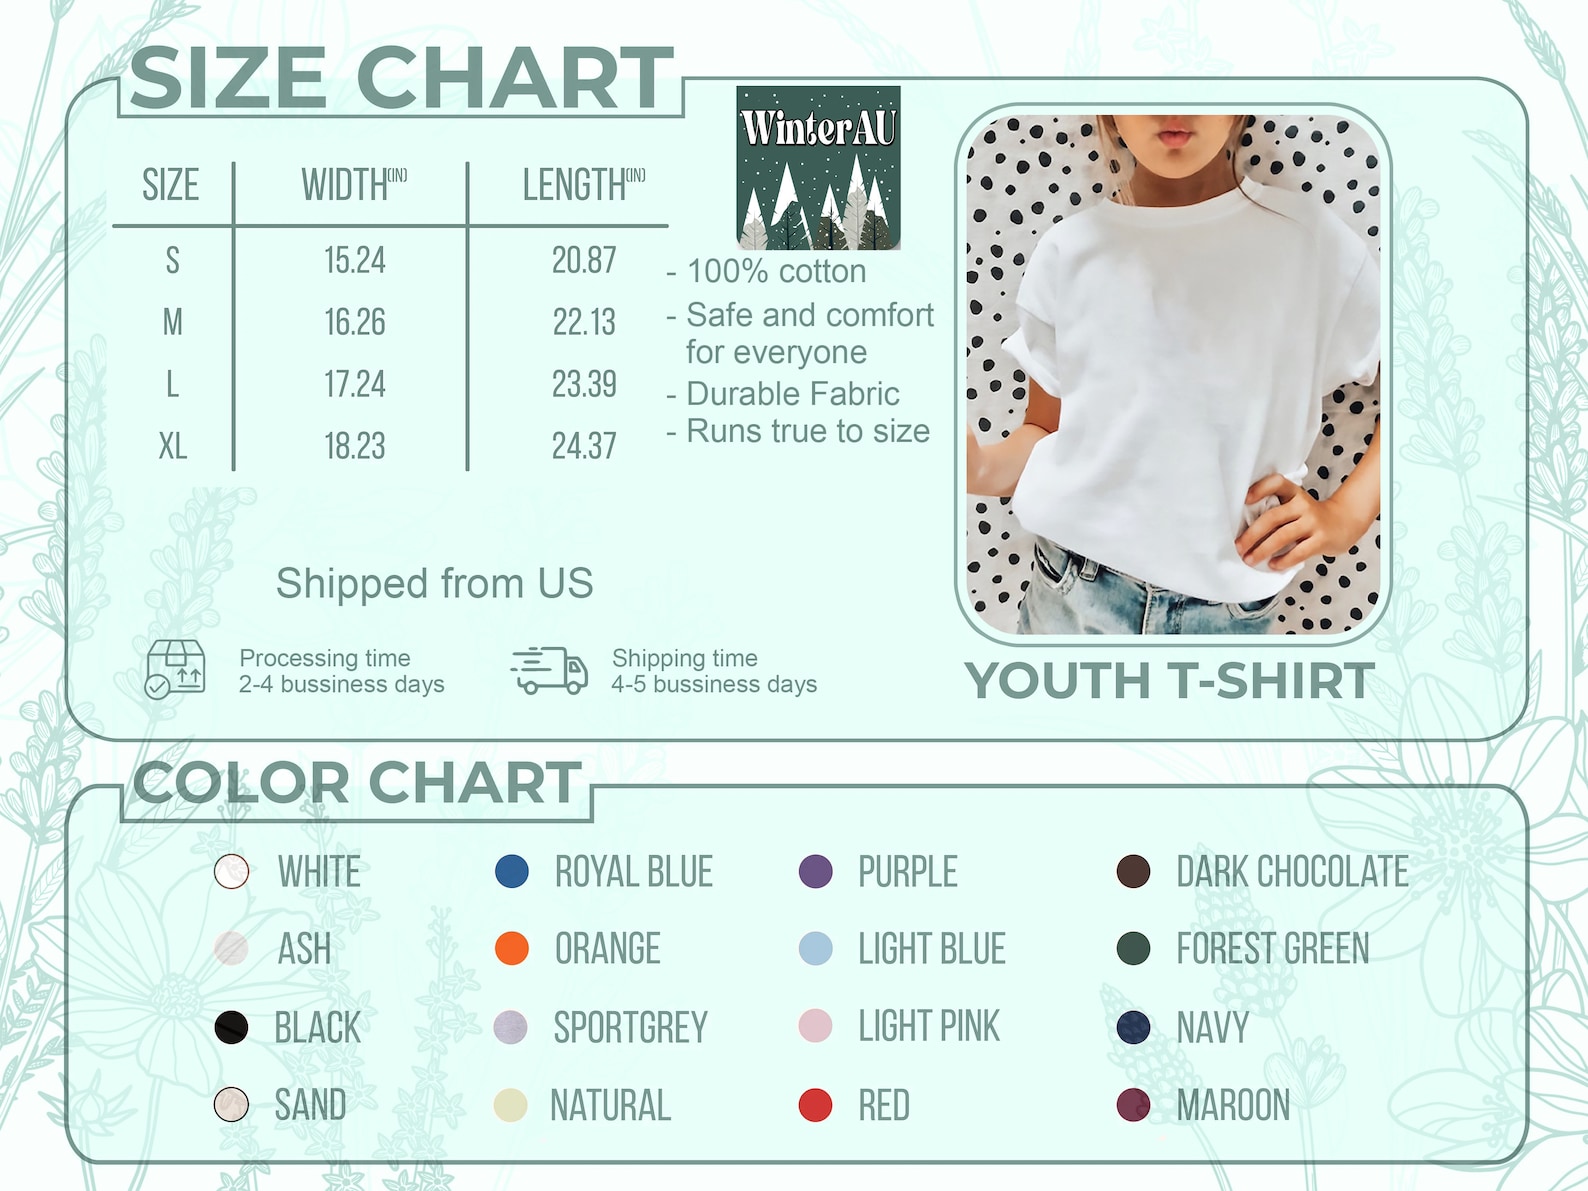 SIZE CHART
WinterAU
SIZE WIDTH(IN) LENGTH(IN)
S 15.24 20.87
M 16.26 22.13
L 17.24 23.39
XL 18.23 24.37
- 100% cotton
- Safe and comfort
for everyone
- Durable Fabric
- Runs true to size
Shipped from US
Processing time
2-4 bussiness days
Shipping time
4-5 bussiness days
YOUTH T-SHIRT
COLOR CHART
WHITE ROYAL BLUE PURPLE DARK CHOCOLATE
ASH ORANGE LIGHT BLUE FOREST GREEN
BLACK SPORTGREY LIGHT PINK NAVY
SAND NATURAL RED MAROON